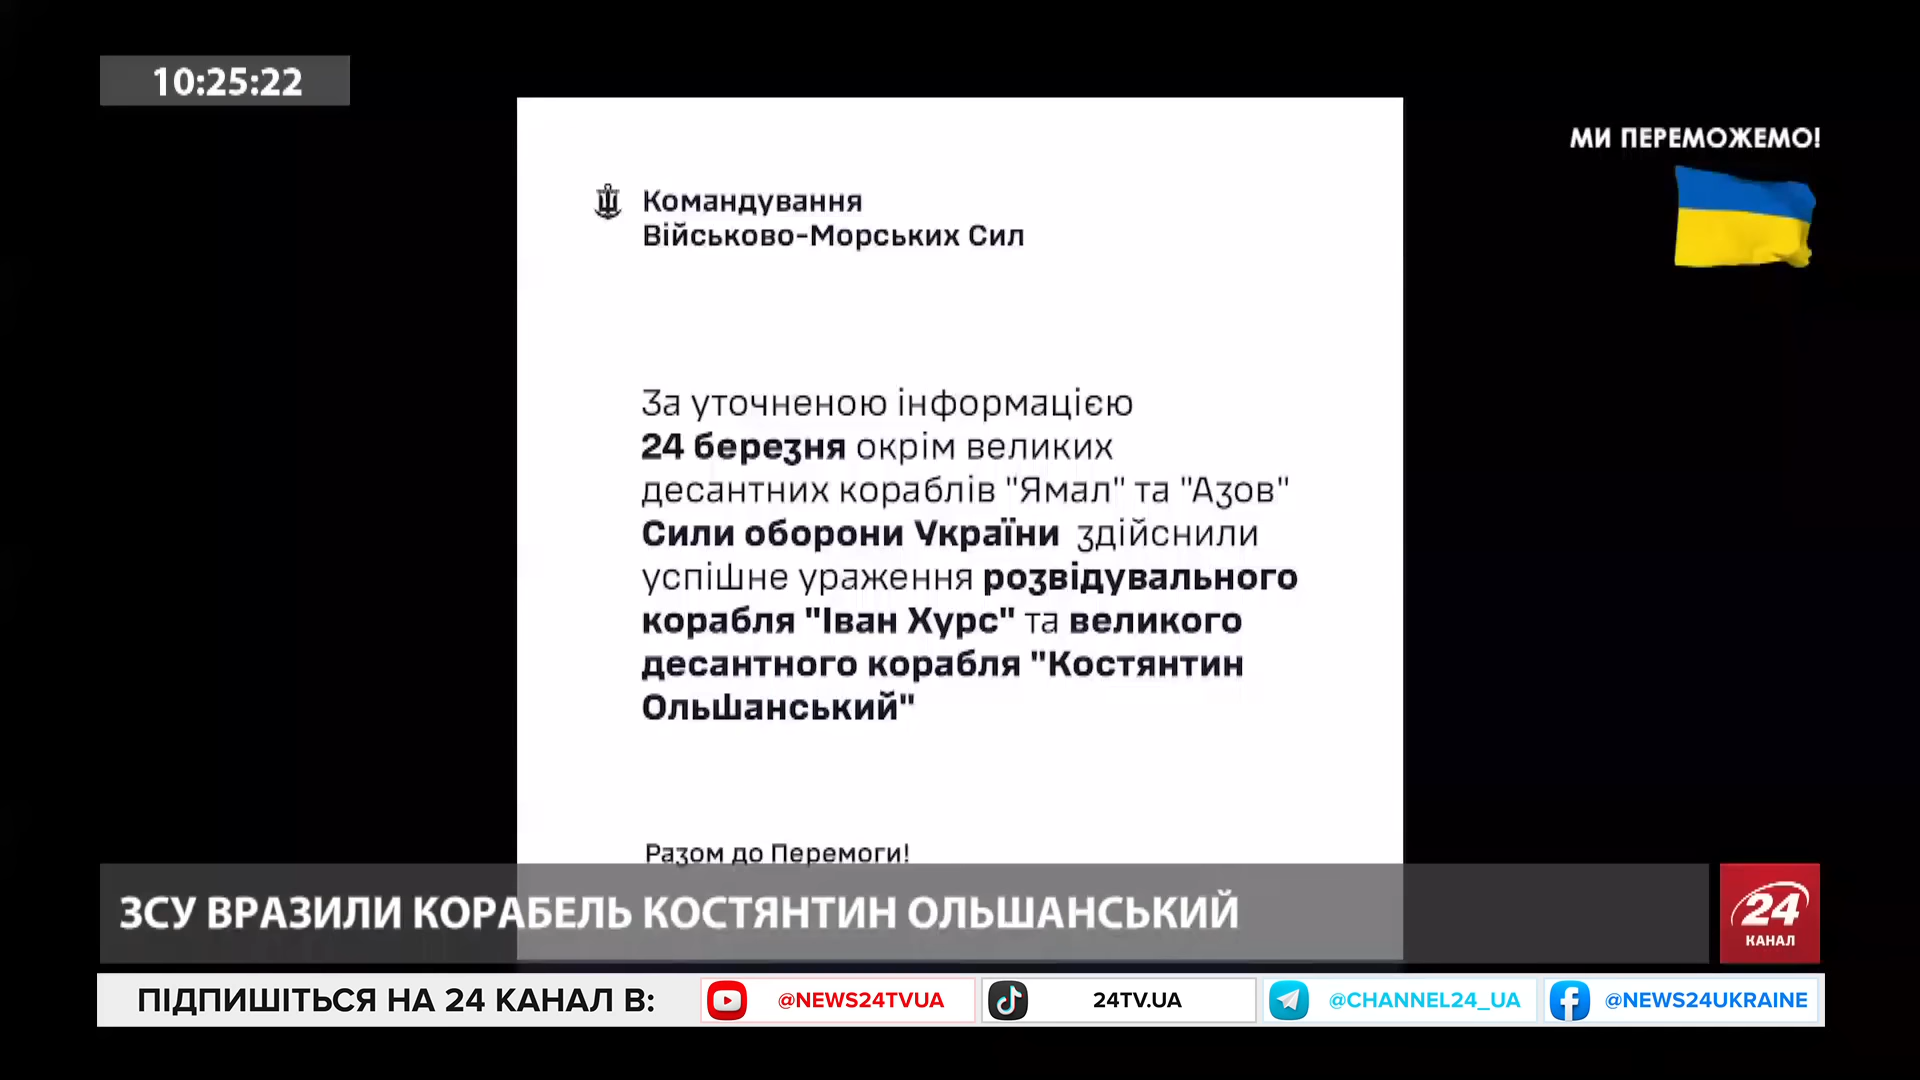 10:25:22
МИ ПЕРЕМОЖЕМО!
Командування
Військово-Морських Сил
За уточненою інформацією
24 березня окрім великих
десантних кораблів "Ямал" та "Азов"
Сили оборони України здійснили
успішне ураження розвідувального
корабля "Іван Хурс" та великого
десантного корабля "Костянтин
Ольшанський"
Разом до Перемоги!
ЗСУ ВРАЗИЛИ КОРАБЕЛЬ КОСТЯНТИН ОЛЬШАНСЬКИЙ
24
КАНАЛ
ПІДПИШІТЬСЯ НА 24 КАНАЛ В: @NEWS24TVUA 24TV.UA @CHANNEL24_UA @NEWS24UKRAINE